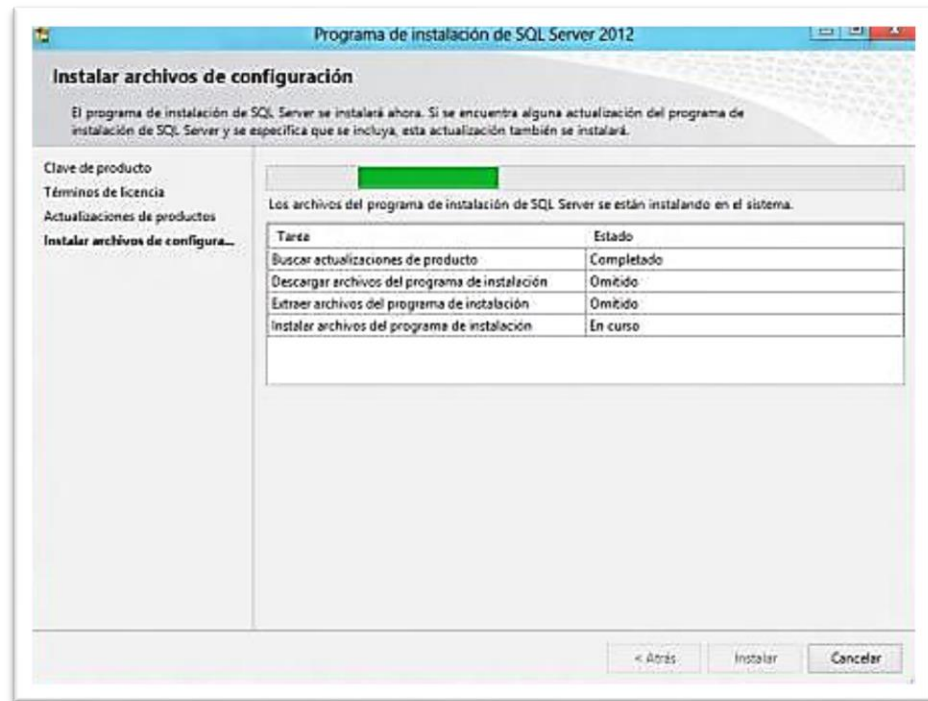 Programa de instalación de SQL Server 2012
Instalar archivos de configuración
El programa de instalación de SQL Server se instalará ahora. Si se encuentra alguna actualización del programa de
instalación de SQL Server y se especifica que se incluya, esta actualización también se instalará.
Clave de producto
Términos de licencia
Actualizaciones de productos
Instalar archivos de configura...
Los archivos del programa de instalación de SQL Server se están instalando en el sistema.
Tarea Estado
Buscar actualizaciones de producto Completado
Descargar archivos del programa de instalación Omitido
Extraer archivos del programa de instalación Omitido
Instalar archivos del programa de instalación En curso
< Atrás Instalar Cancelar